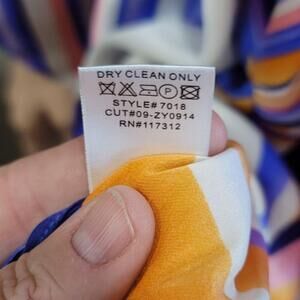 DRY CLEAN ONLY
P
STYLE# 7018
CUT#09-ZY0914
RN#117312